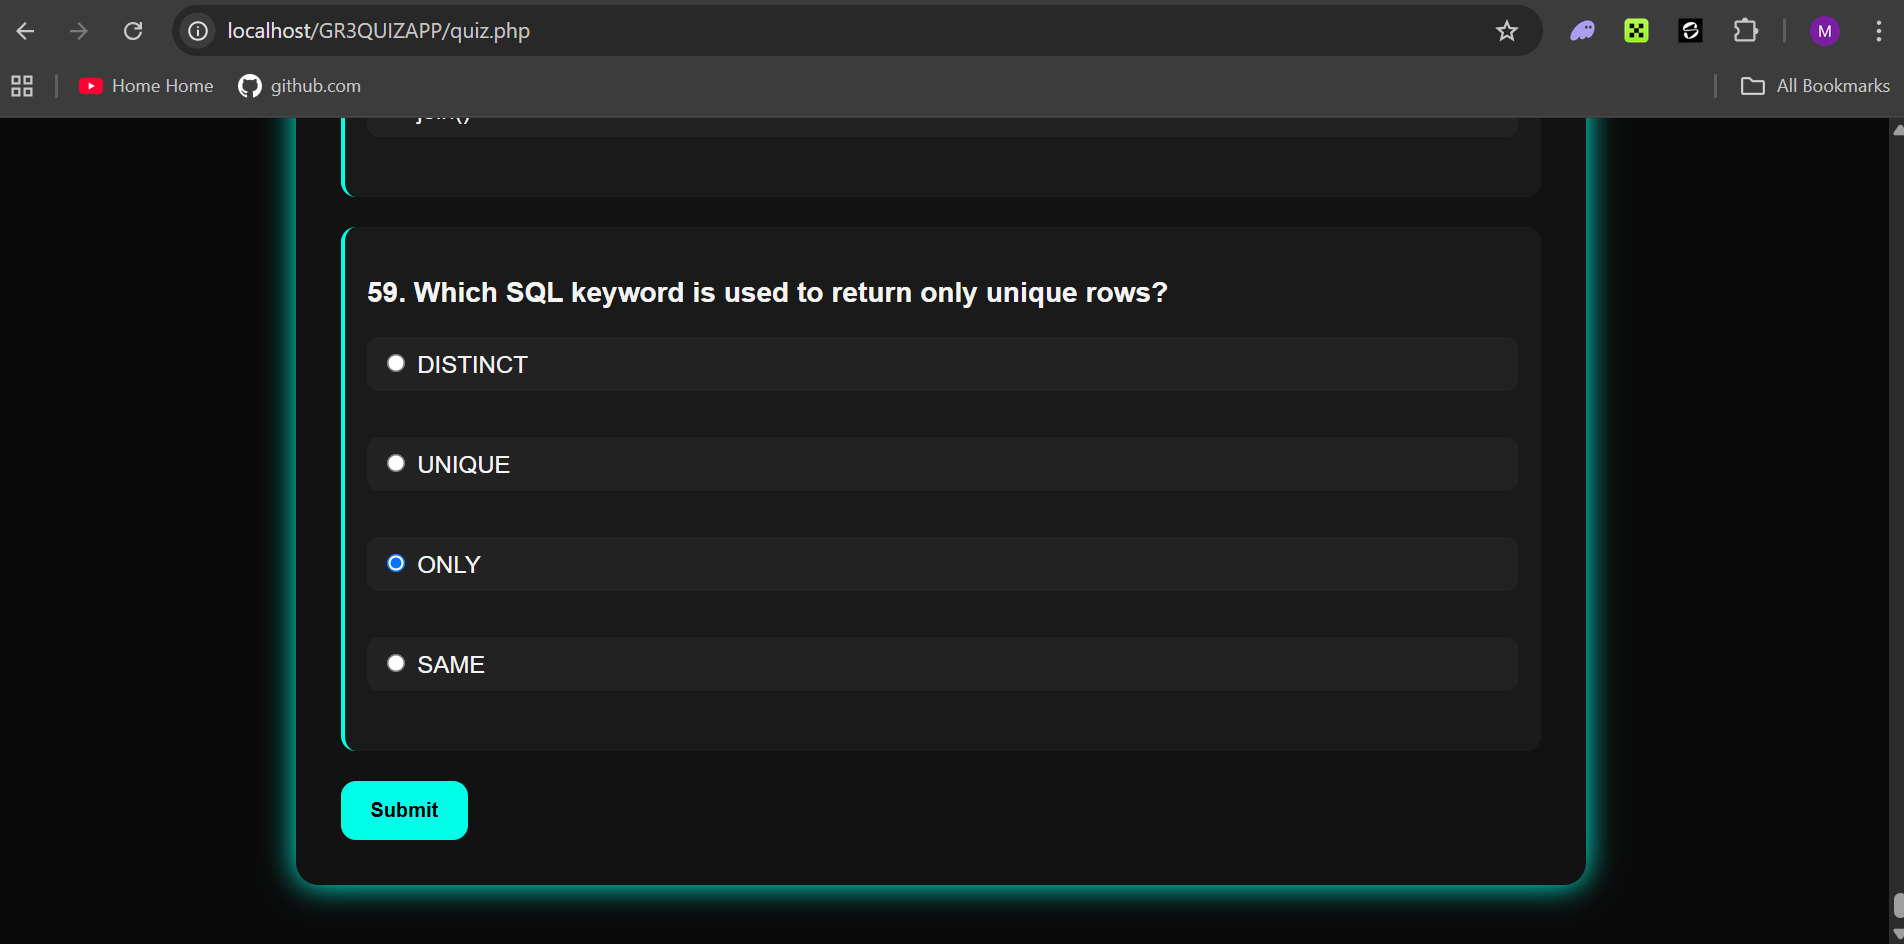 localhost/GR3QUIZAPP/quiz.php
M
Home Home
github.com
All Bookmarks
join()
59. Which SQL keyword is used to return only unique rows?
DISTINCT
UNIQUE
ONLY
SAME
Submit